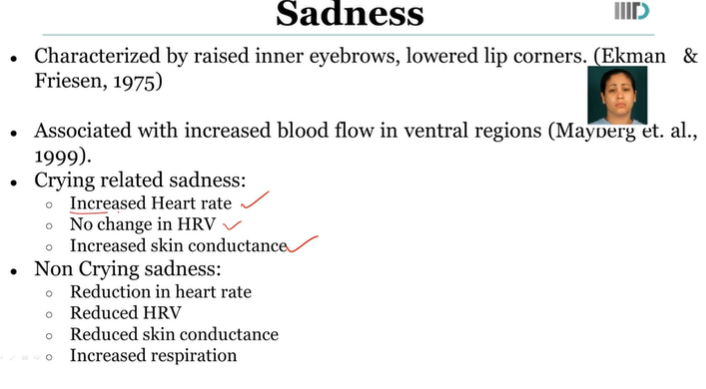 Sadness
• Characterized by raised inner eyebrows, lowered lip corners. (Ekman &
Friesen, 1975)
• Associated with increased blood flow in ventral regions (Mayberg et. al.,
1999).
• Crying related sadness:
○ Increased Heart rate
○ No change in HRV
○ Increased skin conductance
• Non Crying sadness:
○ Reduction in heart rate
○ Reduced HRV
○ Reduced skin conductance
○ Increased respiration